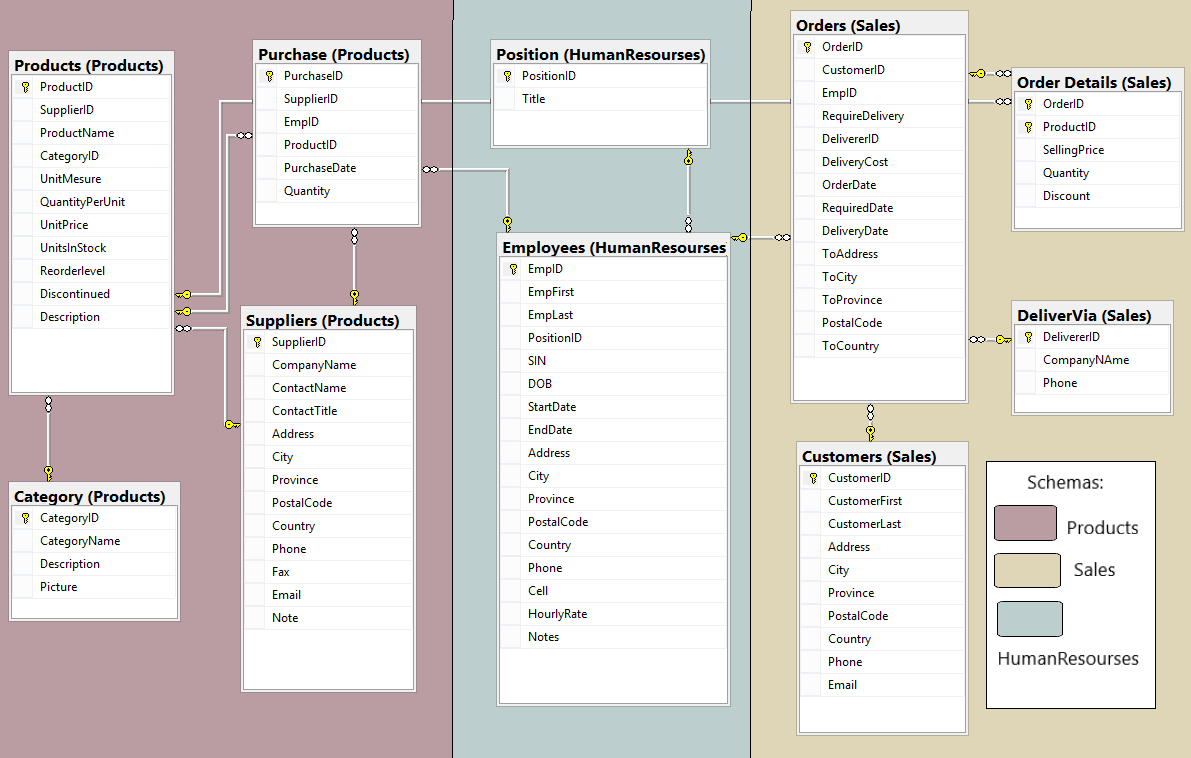 Products (Products)
ProductID
SupplierID
ProductName
CategoryID
UnitMesure
QuantityPerUnit
UnitPrice
UnitsInStock
Reorderlevel
Discontinued
Description
Category (Products)
CategoryID
CategoryName
Description
Picture
Purchase (Products)
PurchaseID
SupplierID
EmpID
ProductID
PurchaseDate
Quantity
Suppliers (Products)
SupplierID
CompanyName
ContactName
ContactTitle
Address
City
Province
PostalCode
Country
Phone
Fax
Email
Note
Position (HumanResourses)
PositionID
Title
Employees (HumanResourses
EmpID
EmpFirst
EmpLast
PositionID
SIN
DOB
StartDate
EndDate
Address
City
Province
PostalCode
Country
Phone
Cell
HourlyRate
Notes
Orders (Sales)
OrderID
CustomerID
EmpID
RequireDelivery
DelivererID
DeliveryCost
OrderDate
RequiredDate
DeliveryDate
ToAddress
ToCity
ToProvince
PostalCode
ToCountry
Customers (Sales)
CustomerID
CustomerFirst
CustomerLast
Address
City
Province
PostalCode
Country
Phone
Email
Order Details (Sales)
OrderID
ProductID
SellingPrice
Quantity
Discount
DeliverVia (Sales)
DelivererID
CompanyNAme
Phone
Schemas:
Products
Sales
HumanResourses